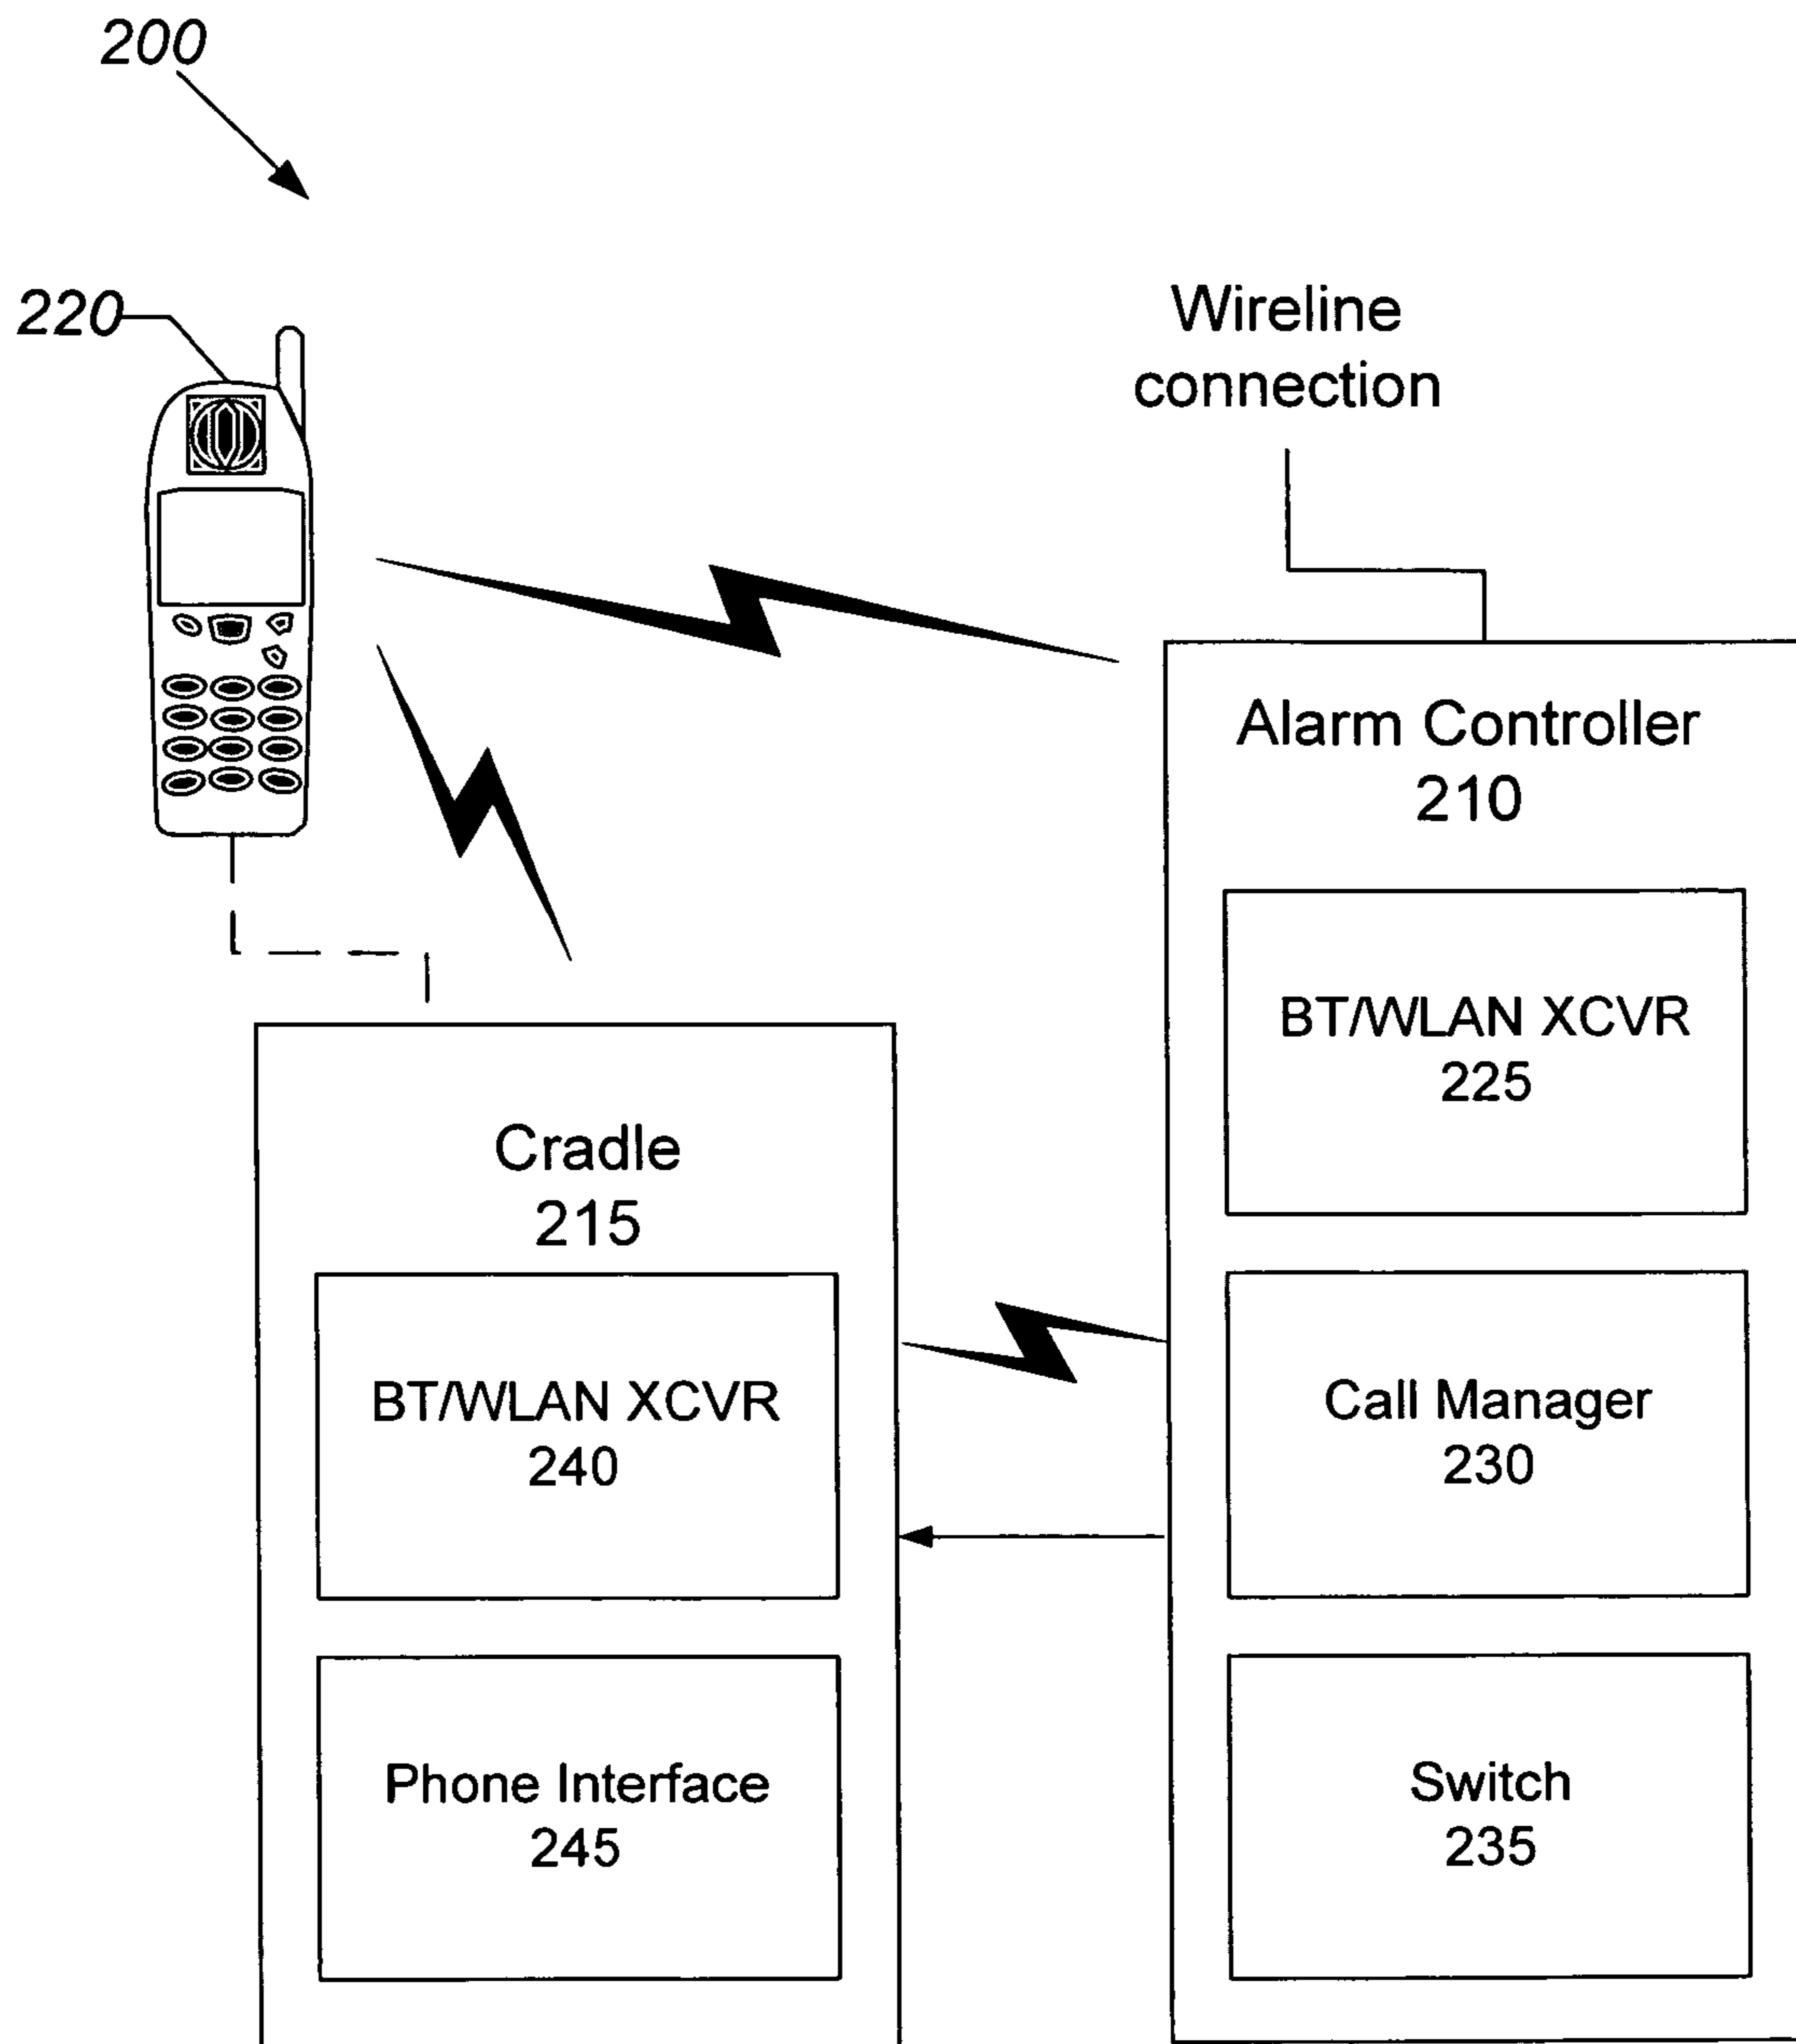 200
220
Wireline
connection
Alarm Controller
210
BT/WLAN XCVR
225
Cradle
215
BT/WLAN XCVR
240
Call Manager
230
Phone Interface
245
Switch
235